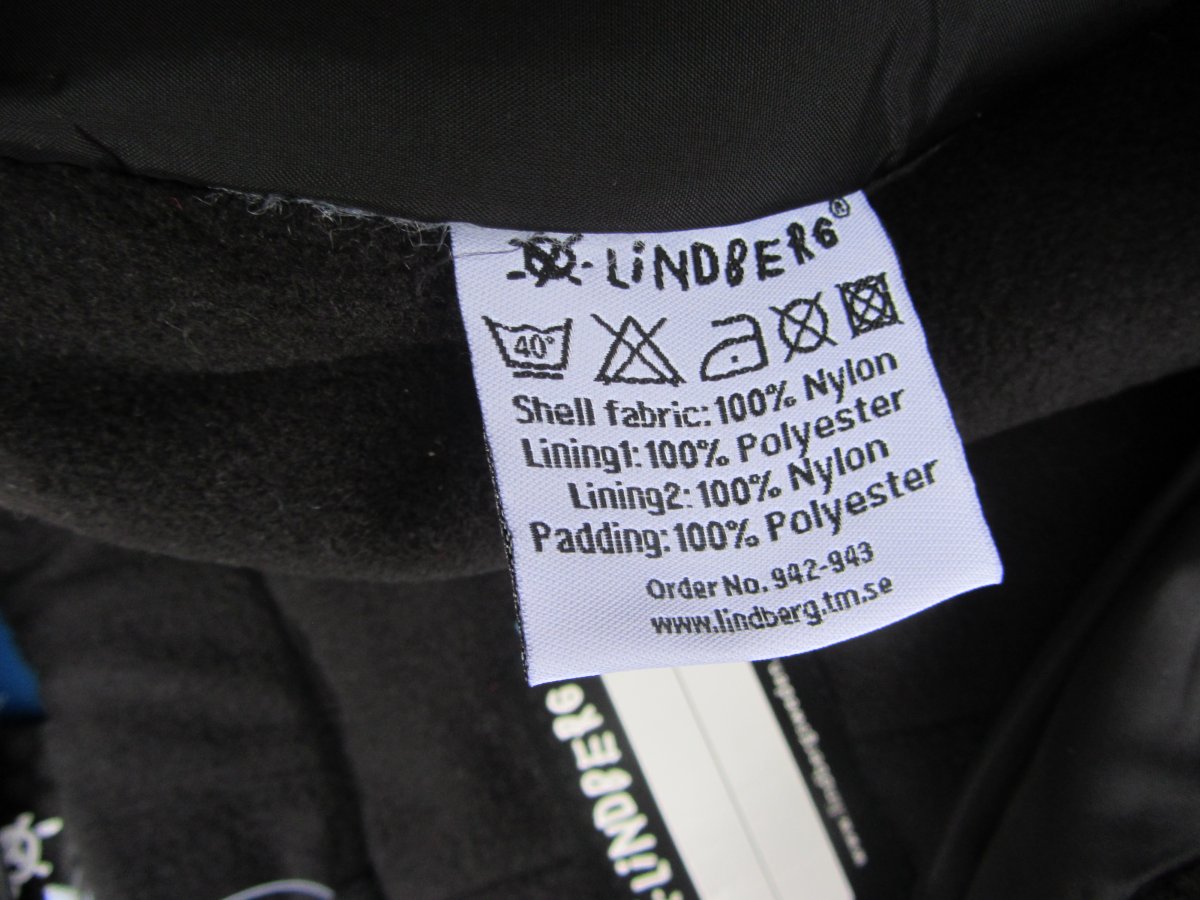 LiNDBERG®
40°
Shell fabric: 100% Nylon
Lining1: 100% Polyester
Lining2: 100% Nylon
Padding: 100% Polyester
Order No. 942-943
www.lindberg.tm.se
LiNDBERG